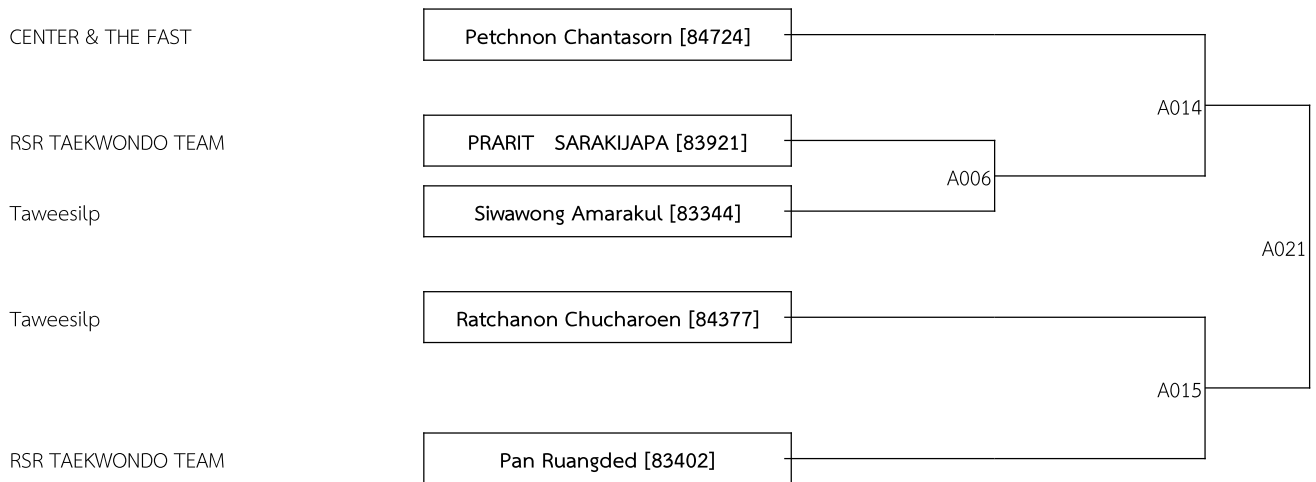 CENTER & THE FAST
Petchnon Chantasorn [84724]
A014
RSR TAEKWONDO TEAM
PRARIT SARAKIJAPA [83921]
A006
Taweesilp
Siwawong Amarakul [83344]
A021
Taweesilp
Ratchanon Chucharoen [84377]
A015
RSR TAEKWONDO TEAM
Pan Ruangded [83402]